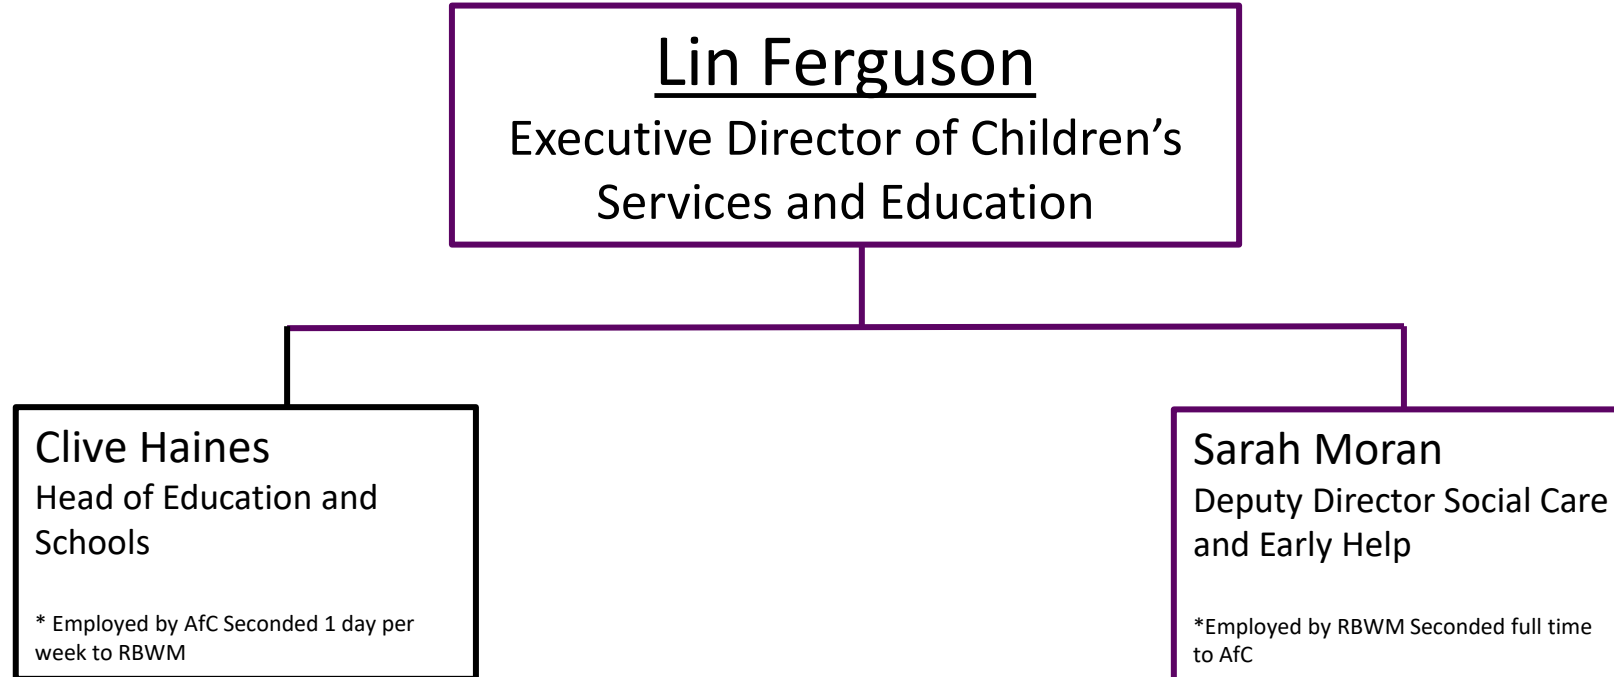 Lin Ferguson
Executive Director of Children’s
Services and Education
Clive Haines
Head of Education and
Schools
* Employed by AfC Seconded 1 day per
week to RBWM
Sarah Moran
Deputy Director Social Care
and Early Help
*Employed by RBWM Seconded full time
to AfC